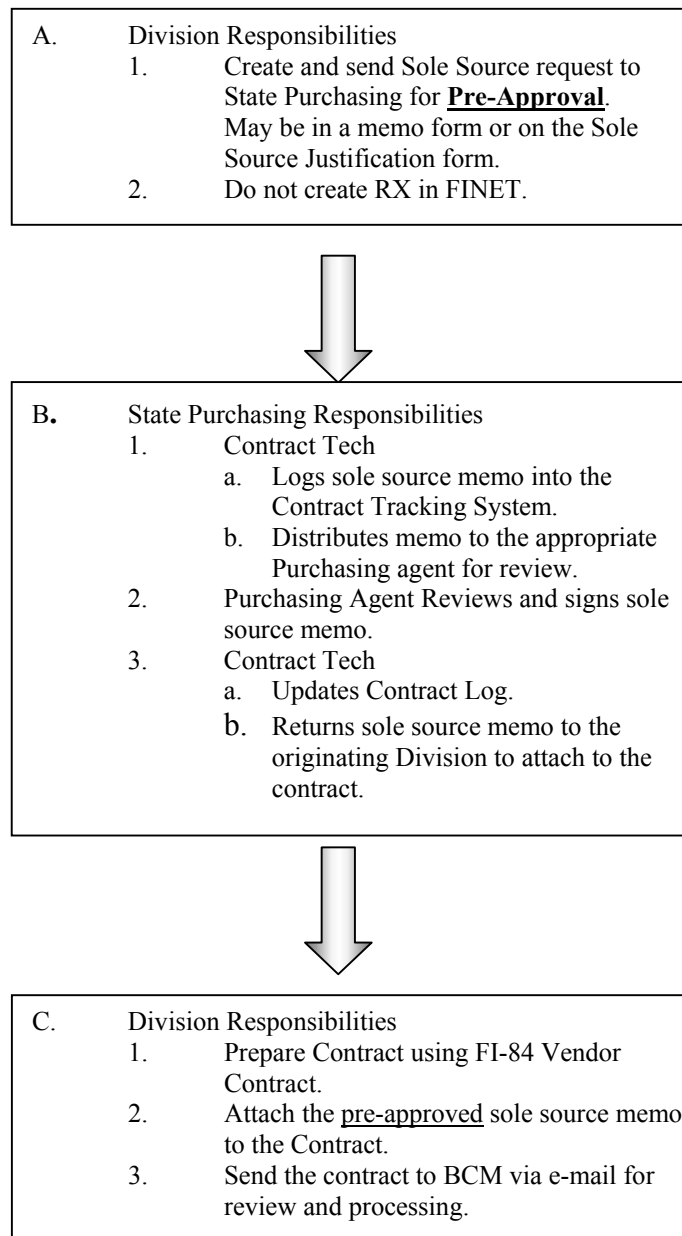 A. Division Responsibilities
1. Create and send Sole Source request to
State Purchasing for Pre-Approval.
May be in a memo form or on the Sole
Source Justification form.
2. Do not create RX in FINET.
B. State Purchasing Responsibilities
1. Contract Tech
a. Logs sole source memo into the
Contract Tracking System.
b. Distributes memo to the appropriate
Purchasing agent for review.
2. Purchasing Agent Reviews and signs sole
source memo.
3. Contract Tech
a. Updates Contract Log.
b. Returns sole source memo to the
originating Division to attach to the
contract.
C. Division Responsibilities
1. Prepare Contract using FI-84 Vendor
Contract.
2. Attach the pre-approved sole source memo
to the Contract.
3. Send the contract to BCM via e-mail for
review and processing.